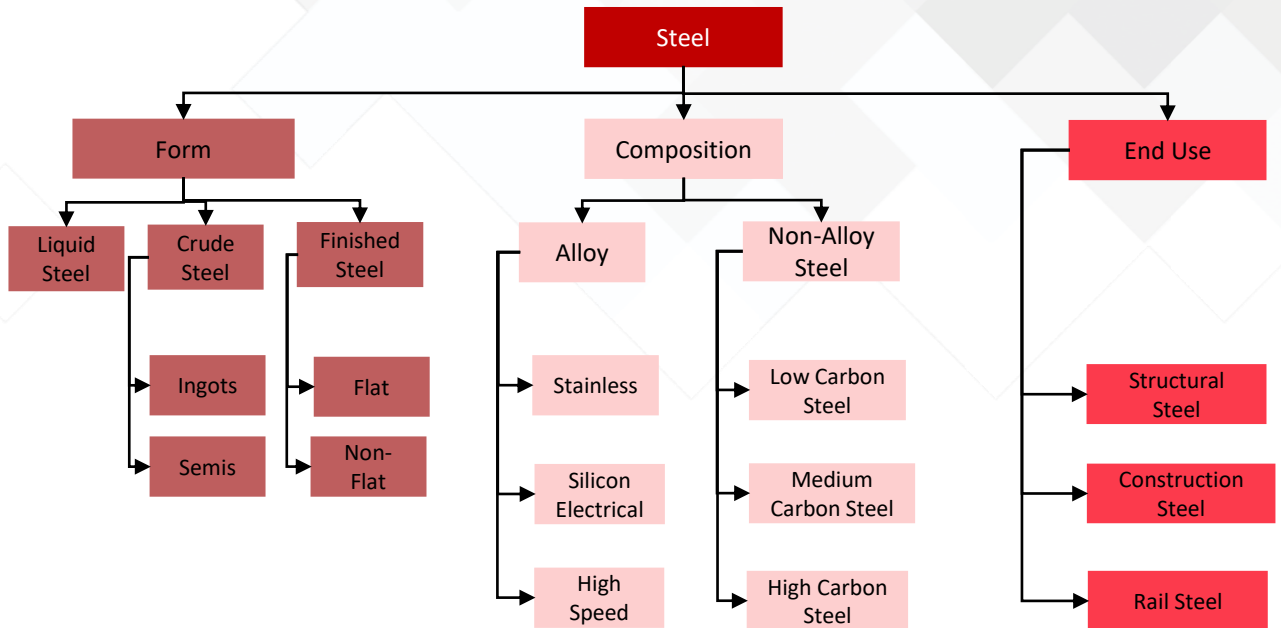 Steel
Form
Composition
End Use
Liquid
Steel
Crude
Steel
Finished
Steel
Alloy
Non-Alloy
Steel
Ingots
Flat
Stainless
Low Carbon
Steel
Structural
Steel
Semis
Non-
Flat
Silicon
Electrical
Medium
Carbon Steel
Construction
Steel
High
Speed
High Carbon
Steel
Rail Steel